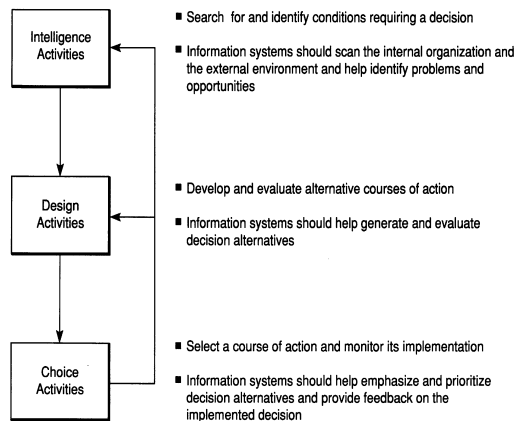 Intelligence
Activities
■ Search for and identify conditions requiring a decision
■ Information systems should scan the internal organization and
the external environment and help identify problems and
opportunities
Design
Activities
■ Develop and evaluate alternative courses of action
■ Information systems should help generate and evaluate
decision alternatives
Choice
Activities
■ Select a course of action and monitor its implementation
■ Information systems should help emphasize and prioritize
decision alternatives and provide feedback on the
implemented decision